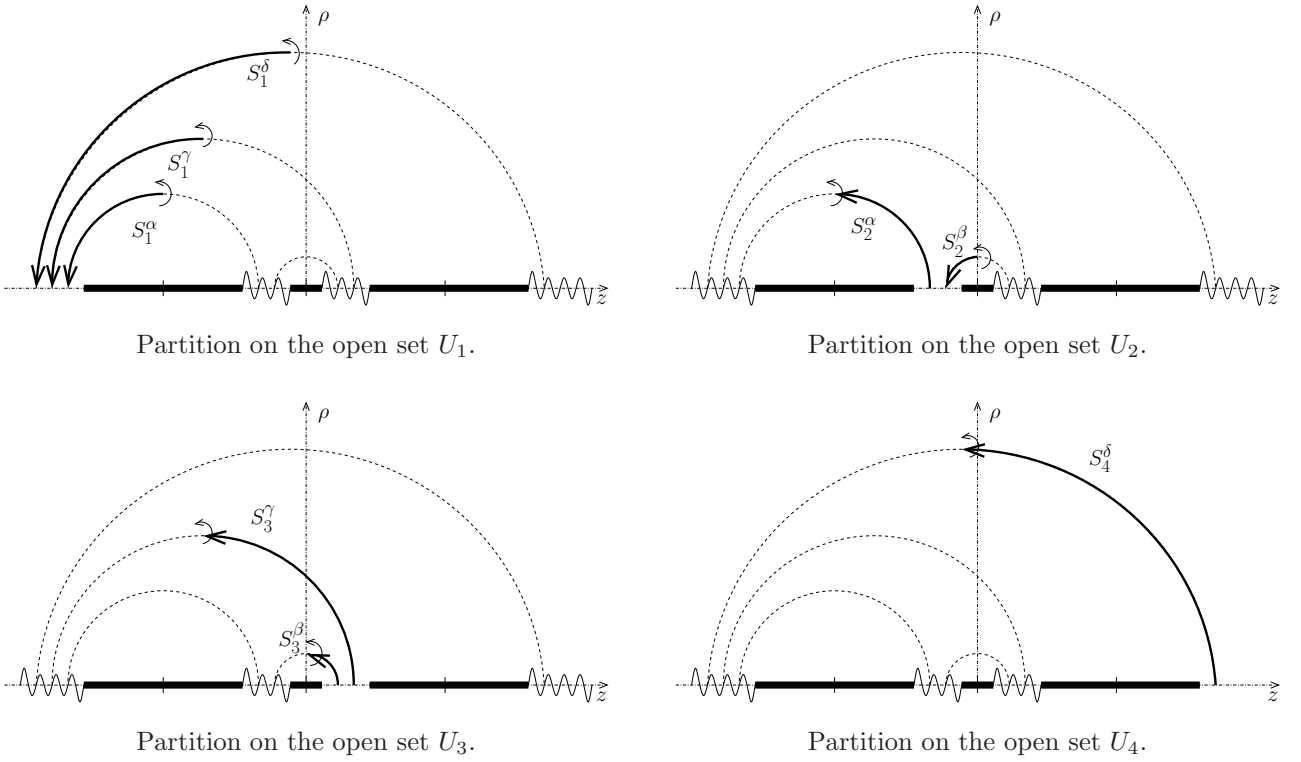 ρ
S₁^δ
S₁^γ
S₁^α
z
Partition on the open set U₁.
ρ
S₂^α
S₂^β
z
Partition on the open set U₂.
ρ
S₃^γ
S₃^β
z
Partition on the open set U₃.
ρ
S₄^δ
z
Partition on the open set U₄.